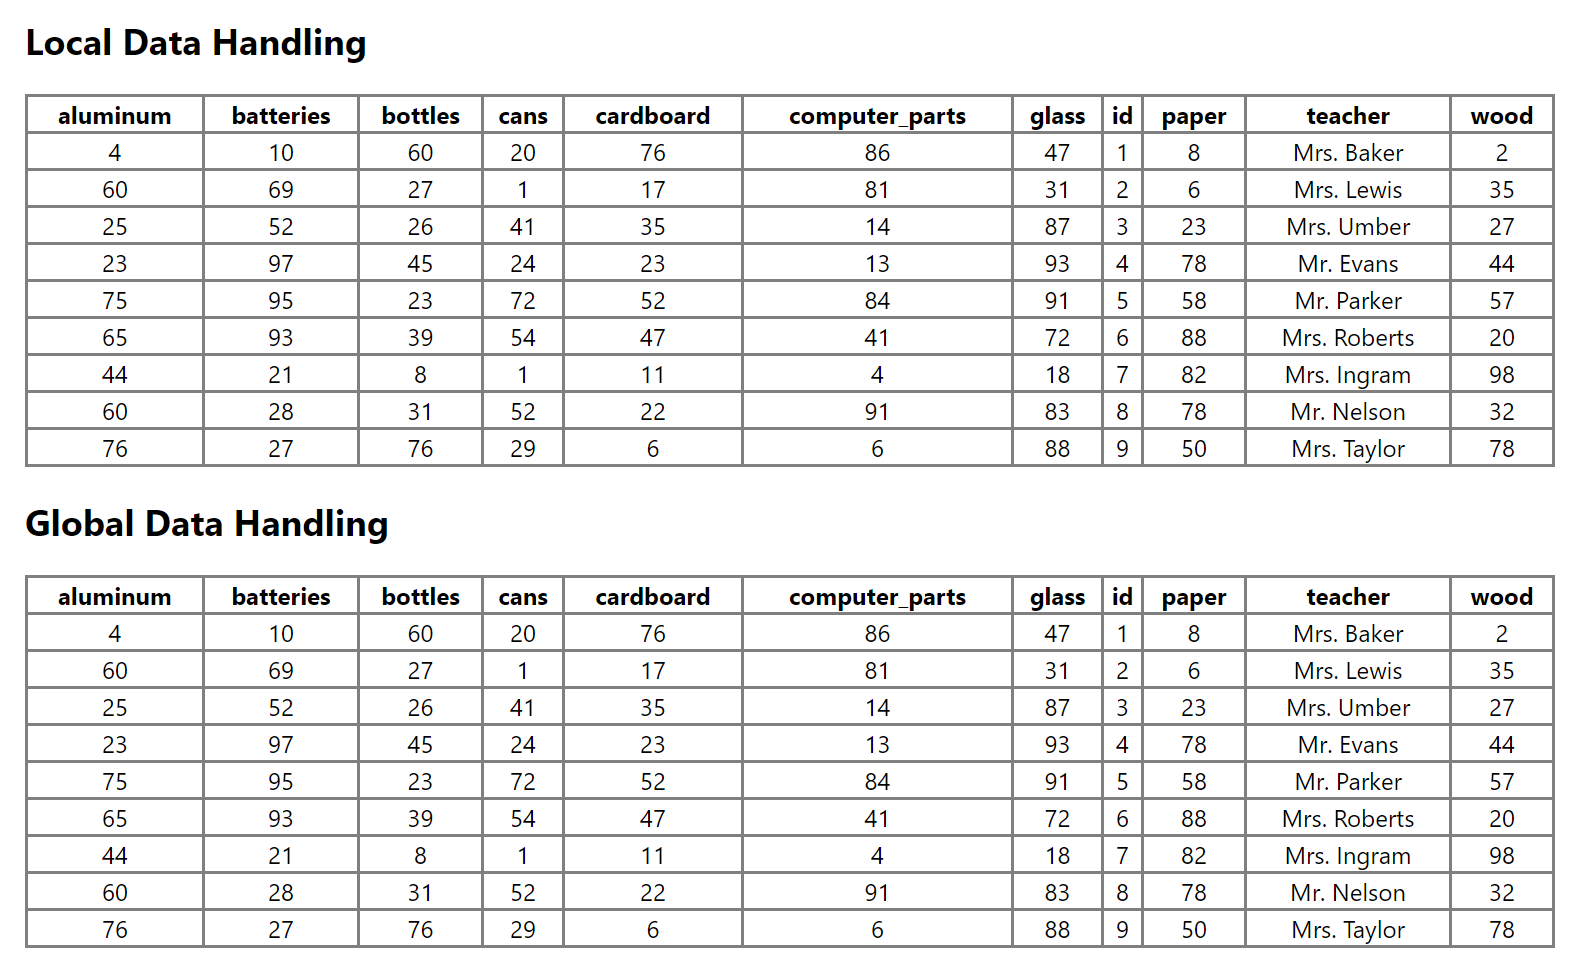 Local Data Handling
aluminum batteries bottles cans cardboard computer_parts glass id paper teacher wood
4 10 60 20 76 86 47 1 8 Mrs. Baker 2
60 69 27 1 17 81 31 2 6 Mrs. Lewis 35
25 52 26 41 35 14 87 3 23 Mrs. Umber 27
23 97 45 24 23 13 93 4 78 Mr. Evans 44
75 95 23 72 52 84 91 5 58 Mr. Parker 57
65 93 39 54 47 41 72 6 88 Mrs. Roberts 20
44 21 8 1 11 4 18 7 82 Mrs. Ingram 98
60 28 31 52 22 91 83 8 78 Mr. Nelson 32
76 27 76 29 6 6 88 9 50 Mrs. Taylor 78
Global Data Handling
aluminum batteries bottles cans cardboard computer_parts glass id paper teacher wood
4 10 60 20 76 86 47 1 8 Mrs. Baker 2
60 69 27 1 17 81 31 2 6 Mrs. Lewis 35
25 52 26 41 35 14 87 3 23 Mrs. Umber 27
23 97 45 24 23 13 93 4 78 Mr. Evans 44
75 95 23 72 52 84 91 5 58 Mr. Parker 57
65 93 39 54 47 41 72 6 88 Mrs. Roberts 20
44 21 8 1 11 4 18 7 82 Mrs. Ingram 98
60 28 31 52 22 91 83 8 78 Mr. Nelson 32
76 27 76 29 6 6 88 9 50 Mrs. Taylor 78